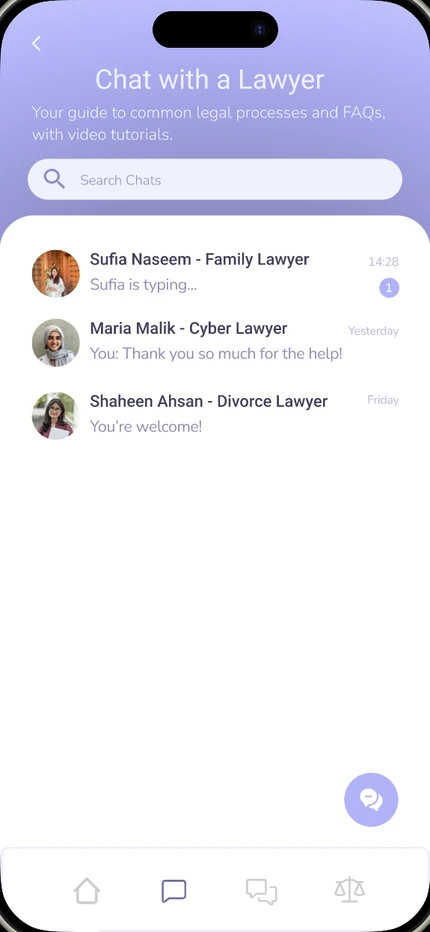 Chat with a Lawyer
Your guide to common legal processes and FAQs,
with video tutorials.
Search Chats
Sufia Naseem - Family Lawyer
14:28
Sufia is typing...
1
Maria Malik - Cyber Lawyer
Yesterday
You: Thank you so much for the help!
Shaheen Ahsan - Divorce Lawyer
Friday
You’re welcome!